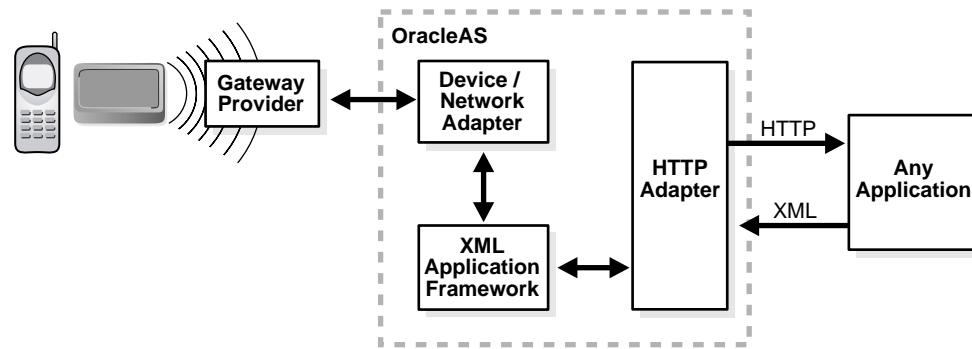 OracleAS
Gateway
Provider
Device /
Network
Adapter
HTTP
Adapter
HTTP
XML
Any
Application
XML
Application
Framework